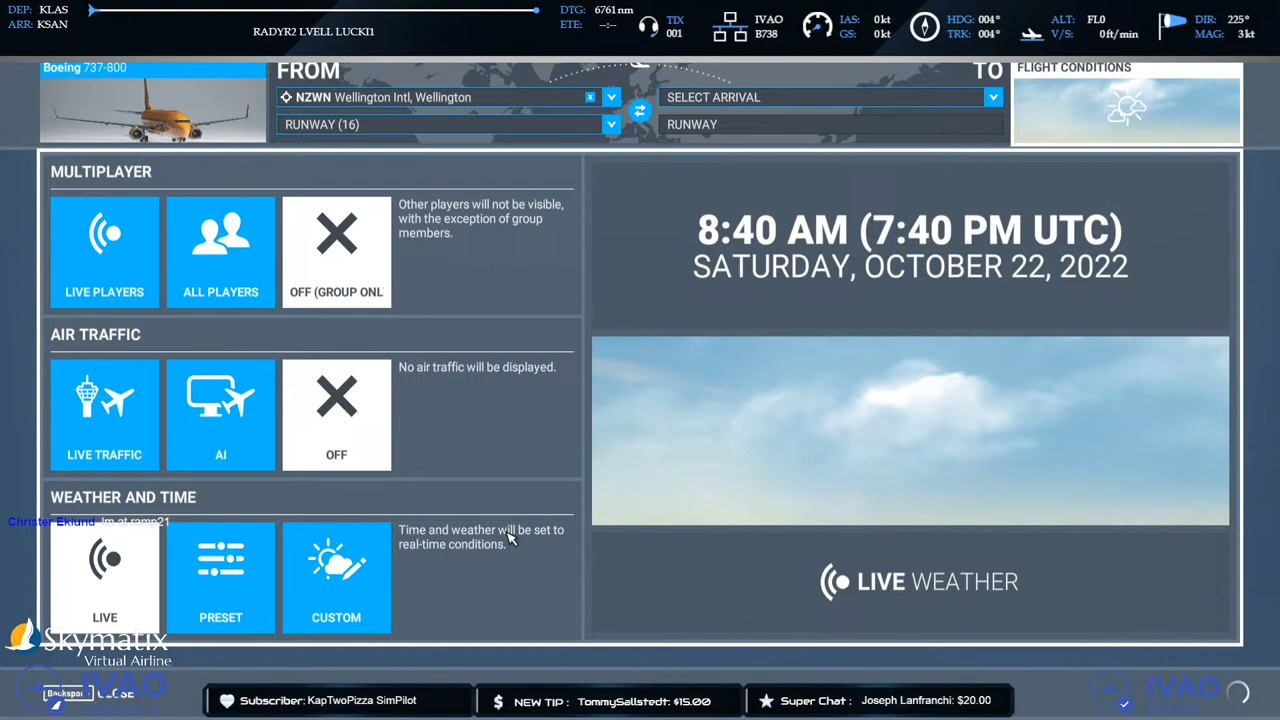 DEP: KLAS
ARR: KSAN
RADYR2 LVELL LUCKI1
DTG: 6761nm
ETE: --:--
TIX
001
IVAO
B738
IAS: 0kt
GS: 0kt
HDG: 004°
TRK: 004°
ALT: FL0
V/S: 0ft/min
DIR: 225°
MAG: 3kt
Boeing 737-800
FROM
TO
FLIGHT CONDITIONS
NZWN Wellington Intl, Wellington
x
SELECT ARRIVAL
RUNWAY (16)
RUNWAY
MULTIPLAYER
LIVE PLAYERS
ALL PLAYERS
OFF (GROUP ONL
Other players will not be visible,
with the exception of group
members.
AIR TRAFFIC
LIVE TRAFFIC
AI
OFF
No air traffic will be displayed.
WEATHER AND TIME
Christer Eklund Im at ramp21
LIVE
PRESET
CUSTOM
Time and weather will be set to
real-time conditions.
8:40 AM (7:40 PM UTC)
SATURDAY, OCTOBER 22, 2022
LIVE WEATHER
Skymatix
Virtual Airline
Backspace CLOSE
IVAO
Subscriber: KapTwoPizza SimPilot
NEW TIP : TommySallstedt: $15.00
Super Chat : Joseph Lanfranchi: $20.00
IVAO